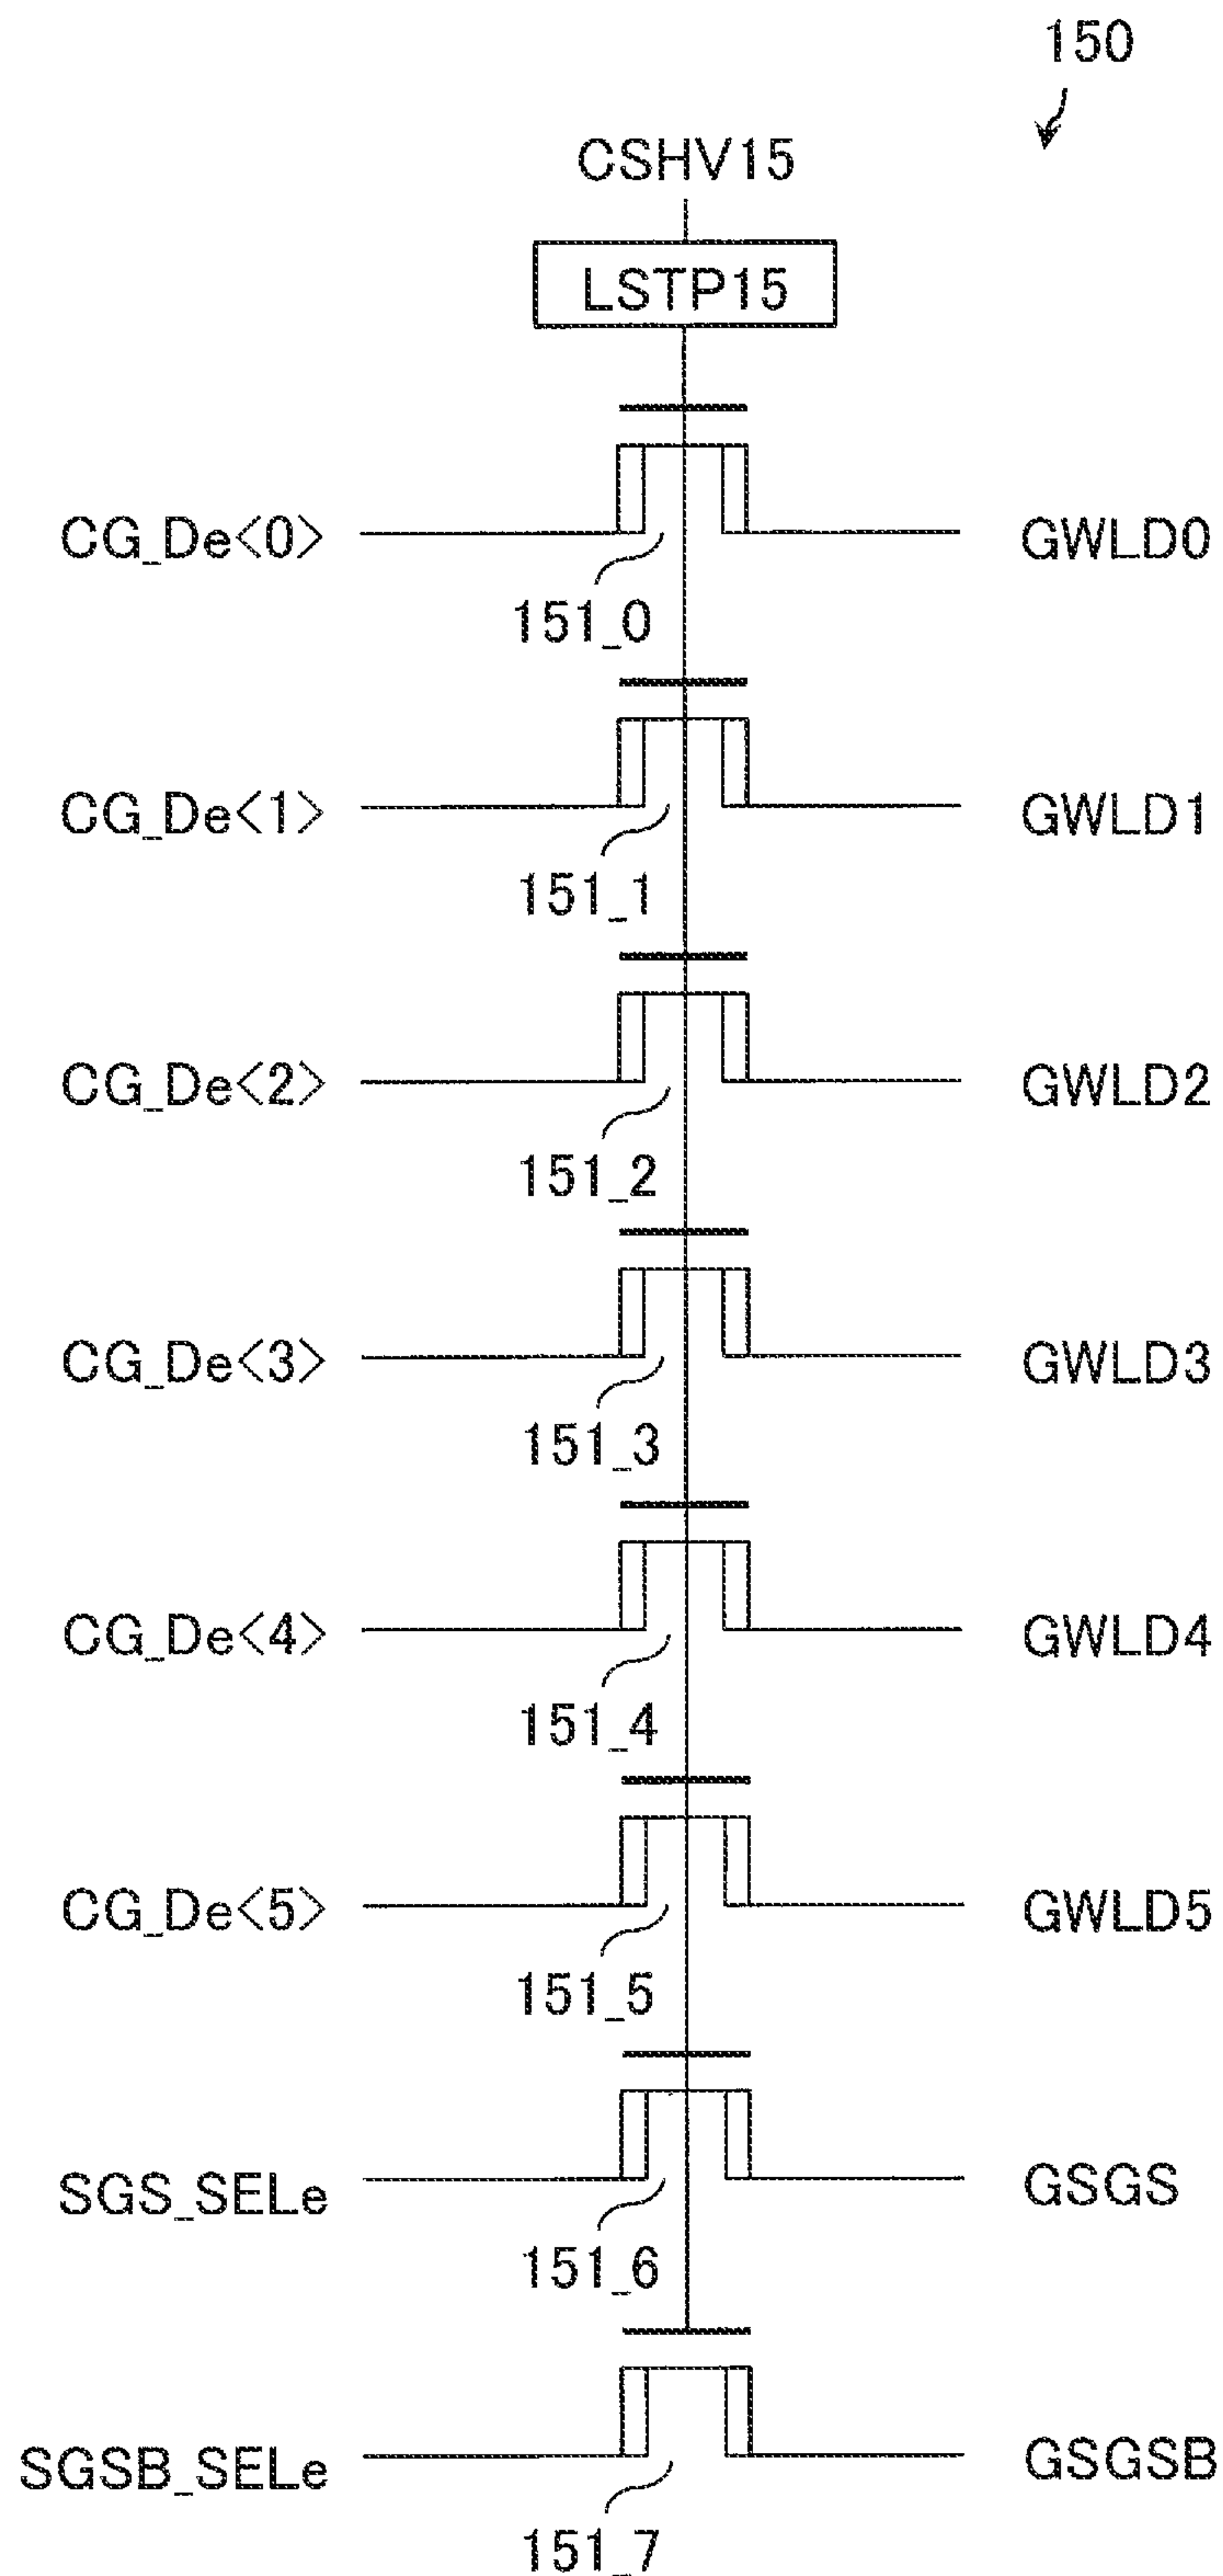 150
CSHV15
LSTP15
CG_De<0> GWLD0
151_0
CG_De<1> GWLD1
151_1
CG_De<2> GWLD2
151_2
CG_De<3> GWLD3
151_3
CG_De<4> GWLD4
151_4
CG_De<5> GWLD5
151_5
SGS_SELe GSGS
151_6
SGSB_SELe GSGSB
151_7